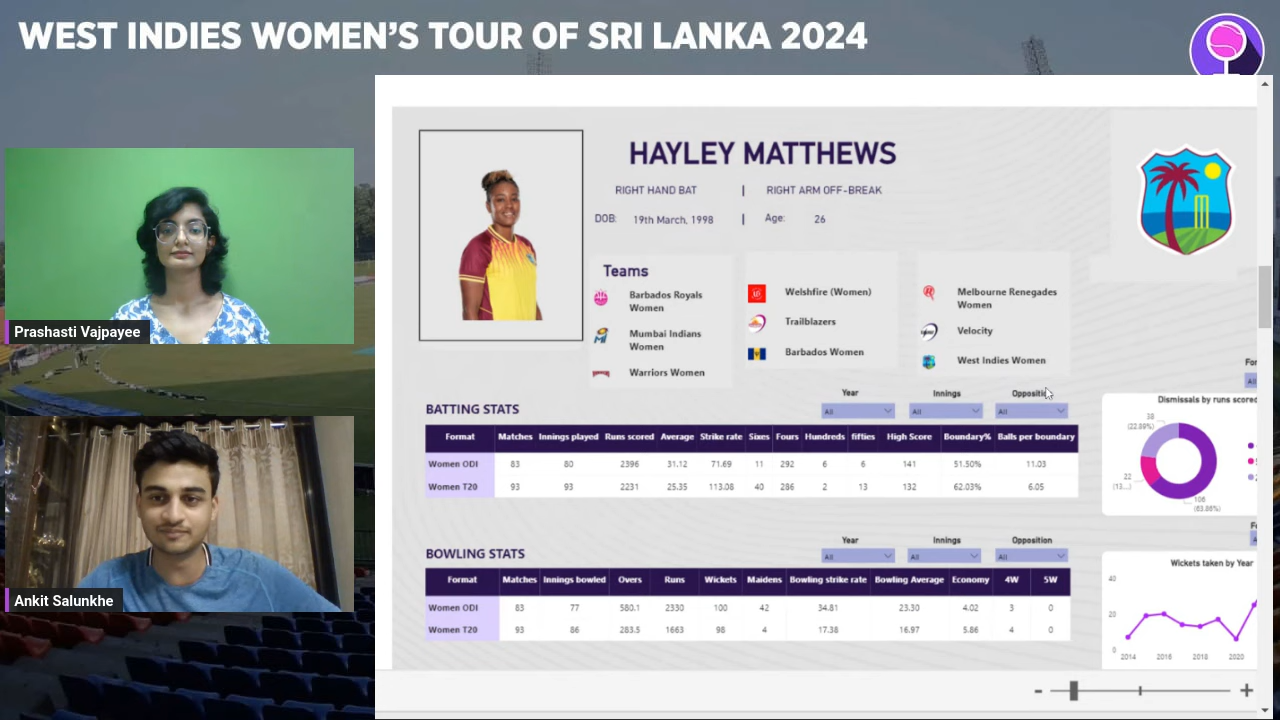 WEST INDIES WOMEN'S TOUR OF SRI LANKA 2024
Prashasti Vajpayee
Ankit Salunkhe
HAYLEY MATTHEWS
RIGHT HAND BAT | RIGHT ARM OFF-BREAK
DOB: 19th March, 1998 | Age: 26
Teams
Barbados Royals
Women
Mumbai Indians
Women
Warriors Women
Welshfire (Women)
Trailblazers
Barbados Women
Melbourne Renegades
Women
Velocity
West Indies Women
BATTING STATS
Year Innings Opposition
All All All
Format Matches Innings played Runs scored Average Strike rate Sixes Fours Hundreds fifties High Score Boundary% Balls per boundary
Women ODI 83 80 2396 31.12 71.69 11 292 6 6 141 51.50% 11.03
Women T20 93 93 2231 25.35 113.08 40 286 2 13 132 62.03% 6.05
BOWLING STATS
Year Innings Opposition
All All All
Format Matches Innings bowled Overs Runs Wickets Maidens Bowling strike rate Bowling Average Economy 4W 5W
Women ODI 83 77 580.1 2330 100 42 34.81 23.30 4.02 3 0
Women T20 93 86 283.5 1663 98 4 17.38 16.97 5.86 4 0
For
All
Dismissals by runs scored
38
(22.89%)
22
(13....)
106
(63.86%)
Wickets taken by Year
40
20
0
2014 2016 2018 2020